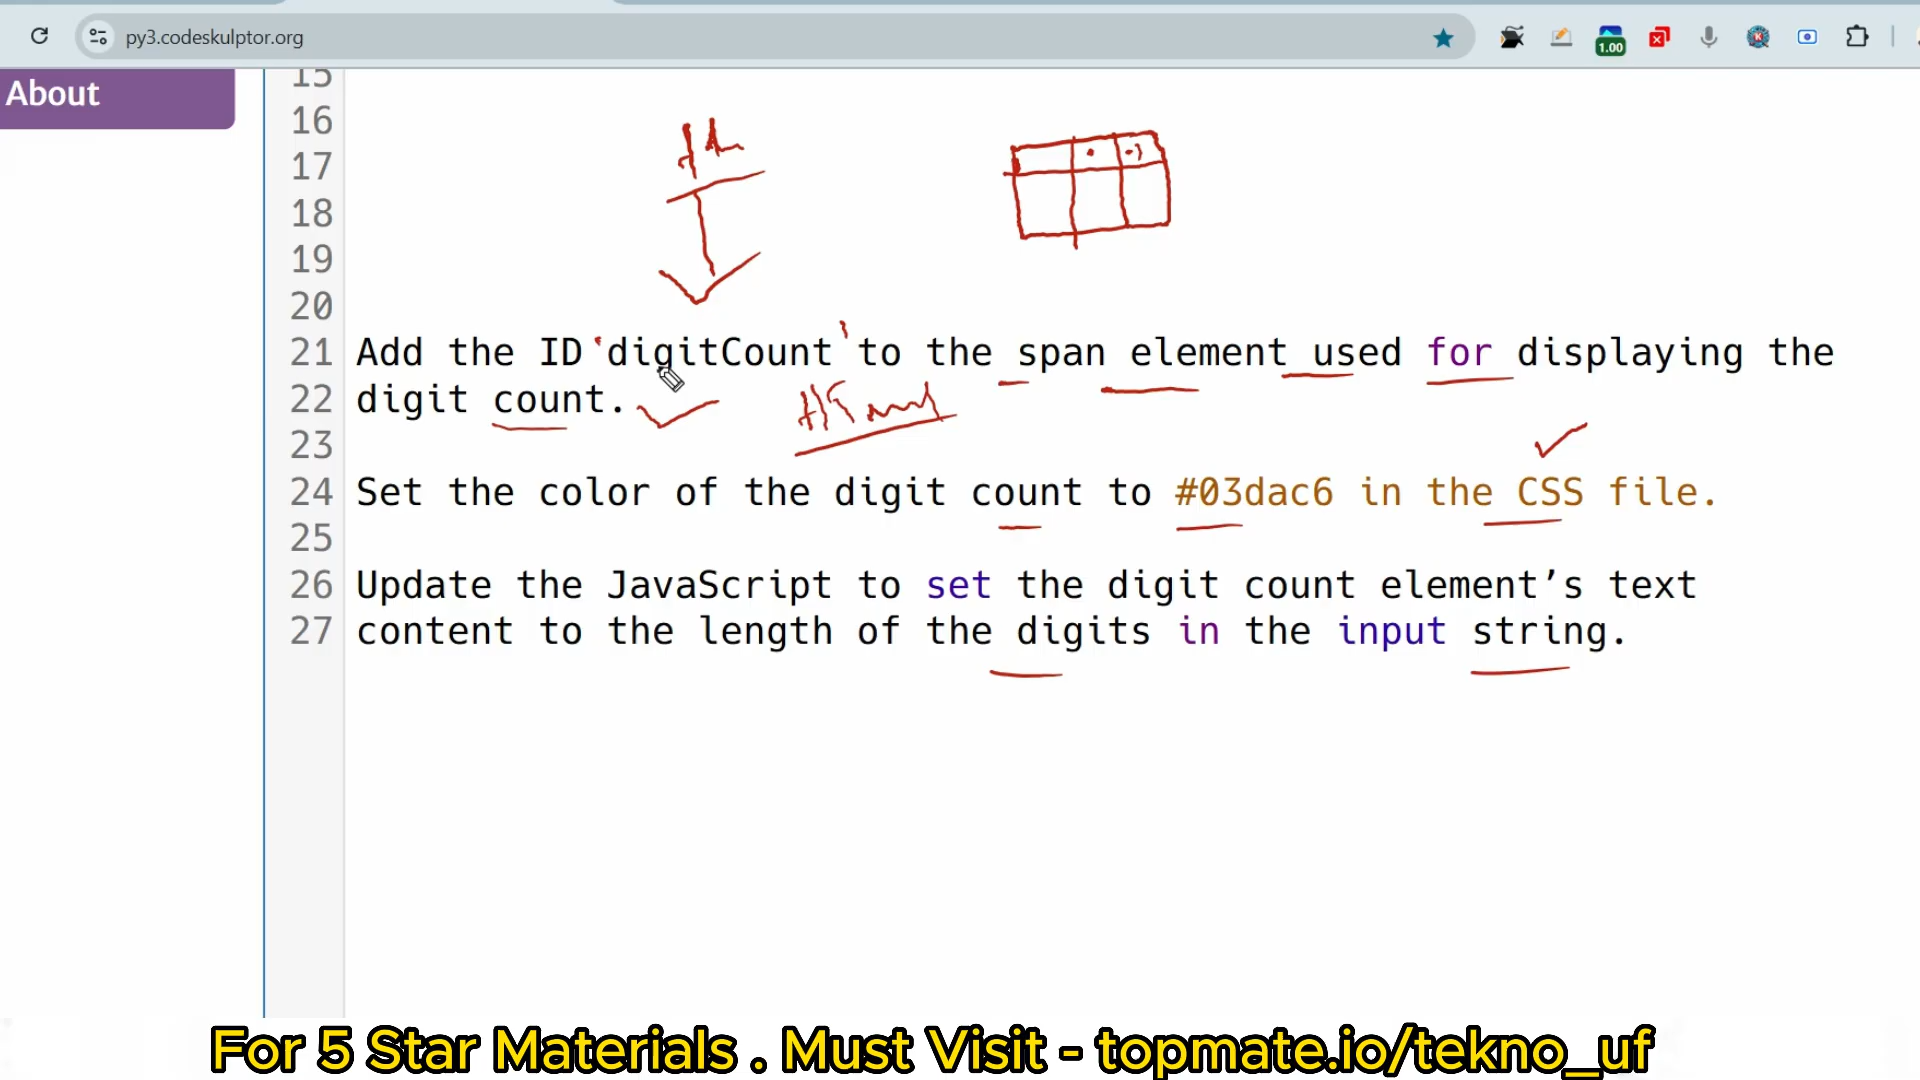 py3.codeskulptor.org
1.00
About
15
16
17
18
19
20
21 Add the ID 'digitCount' to the span element used for displaying the
22 digit count.
23
24 Set the color of the digit count to #03dac6 in the CSS file.
25
26 Update the JavaScript to set the digit count element’s text
27 content to the length of the digits in the input string.
For 5 Star Materials . Must Visit - topmate.io/tekno_uf